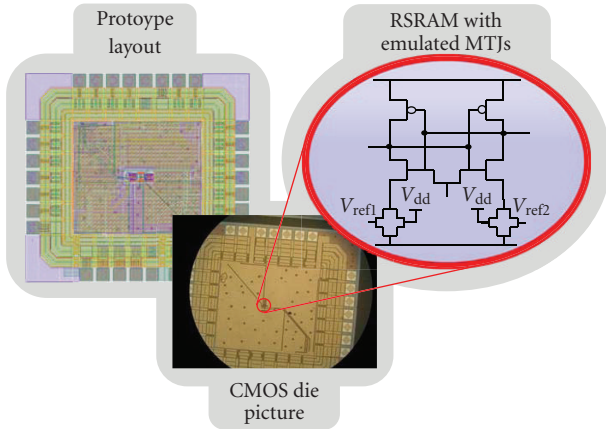 Protoype
layout
RSRAM with
emulated MTJs
Vref1
Vdd
Vdd
Vref2
CMOS die
picture